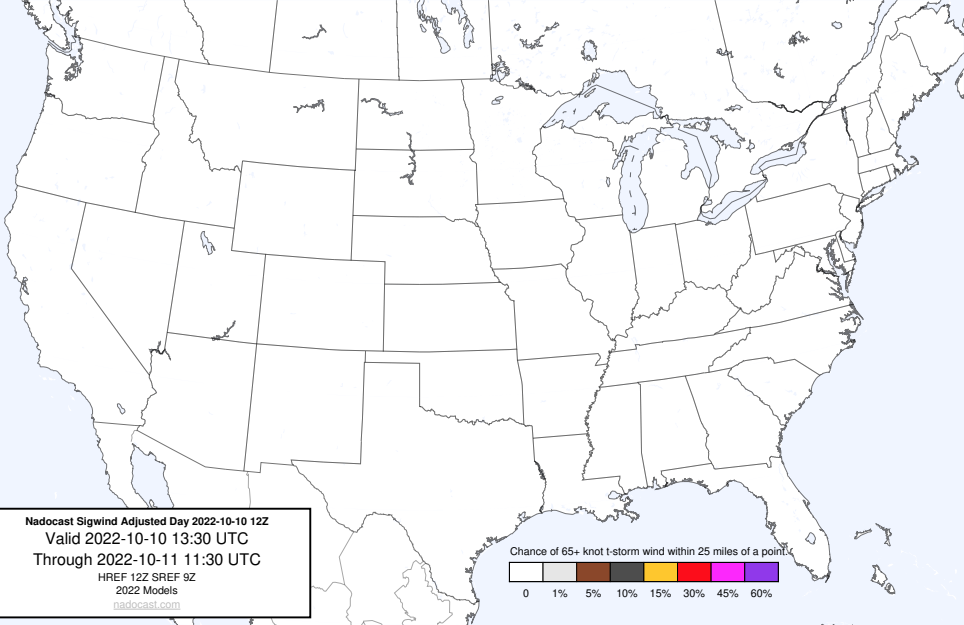 Nadocast Sigwind Adjusted Day 2022-10-10 12Z
Valid 2022-10-10 13:30 UTC
Through 2022-10-11 11:30 UTC
HREF 12Z SREF 9Z
2022 Models
nadocast.com
Chance of 65+ knot t-storm wind within 25 miles of a point.
0 1% 5% 10% 15% 30% 45% 60%